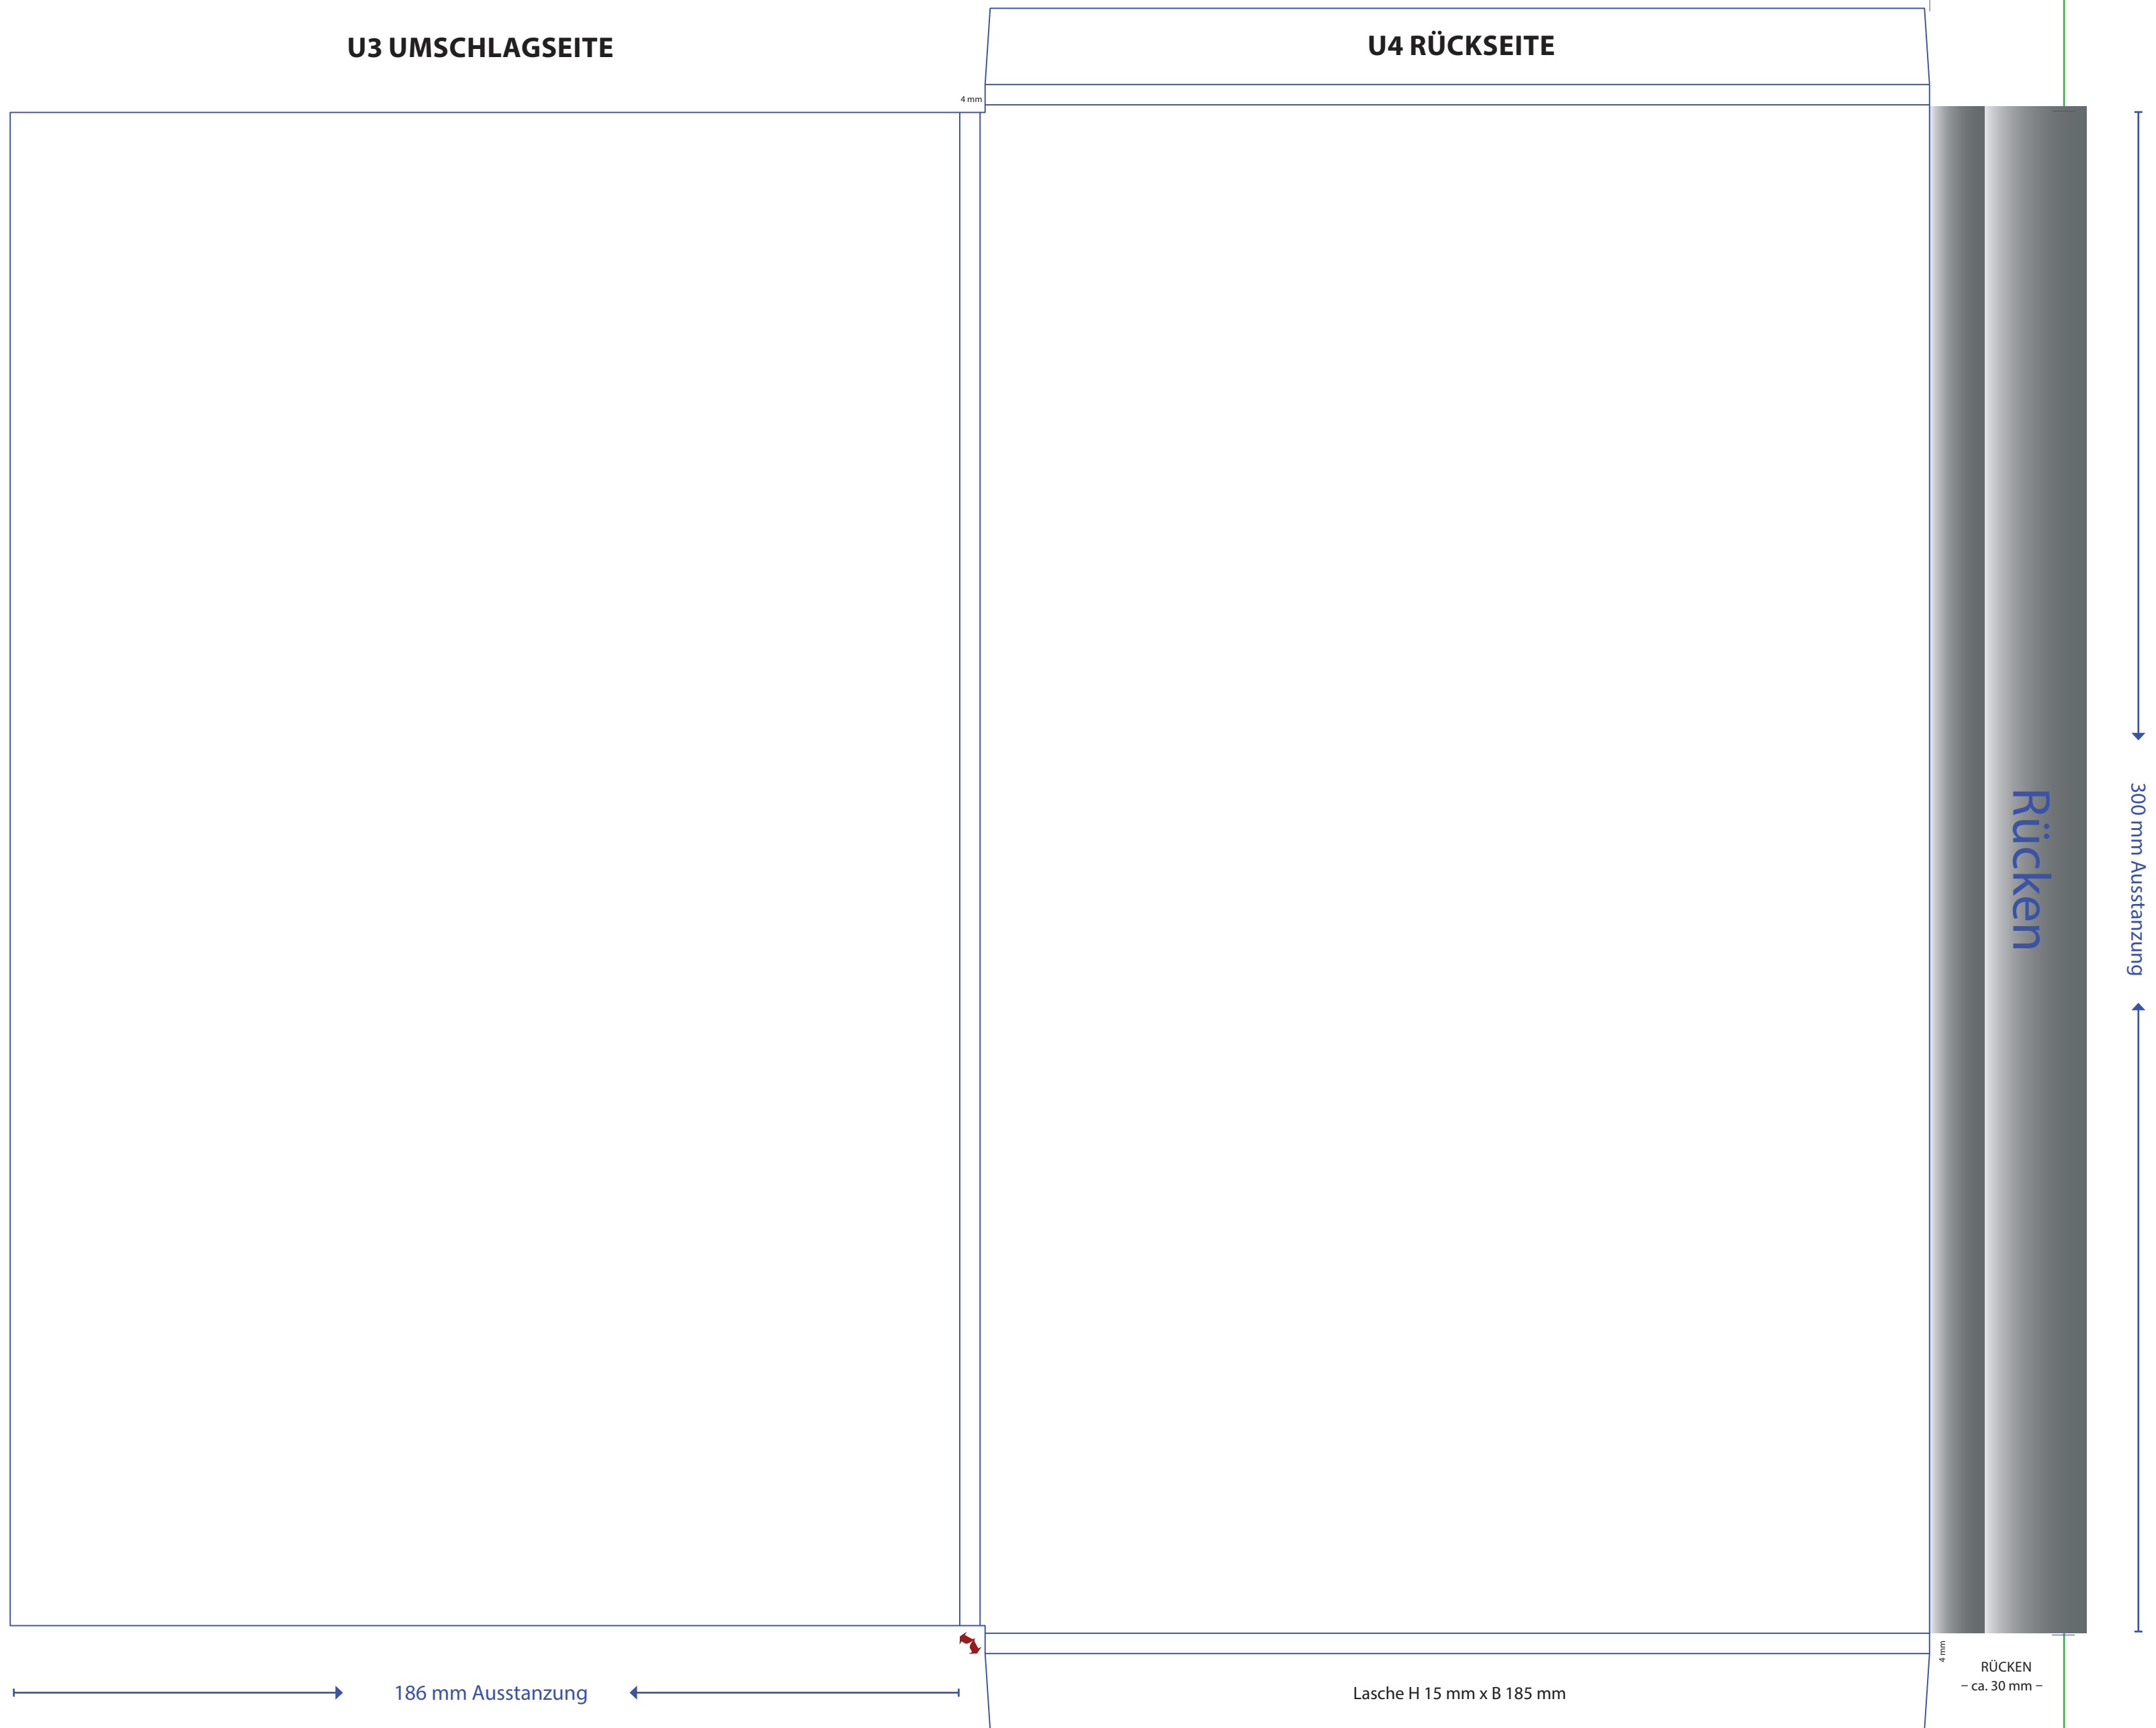 U3 UMSCHLAGSEITE
U4 RÜCKSEITE
4 mm
Rücken
300 mm Ausstanzung
4 mm
RÜCKEN
– ca. 30 mm –
186 mm Ausstanzung
Lasche H 15 mm x B 185 mm